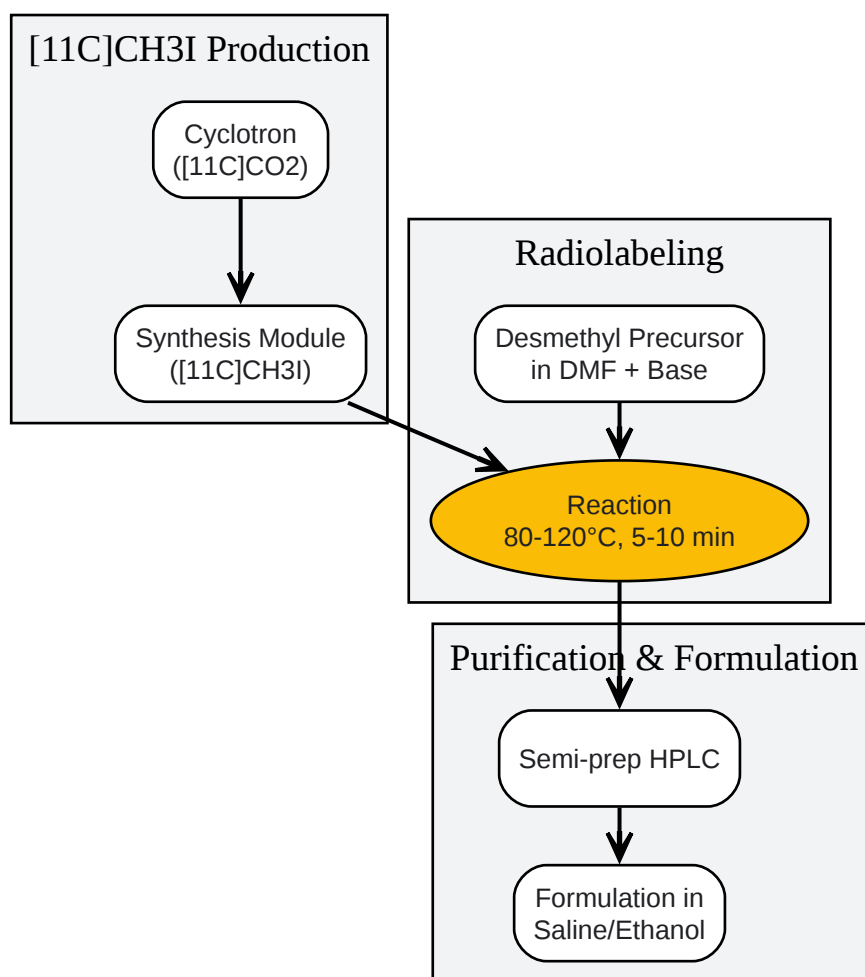 [11C]CH3I Production
Cyclotron
([11C]CO2)
Synthesis Module
([11C]CH3I)
Radiolabeling
Desmethyl Precursor
in DMF + Base
Reaction
80-120°C, 5-10 min
Purification & Formulation
Semi-prep HPLC
Formulation in
Saline/Ethanol